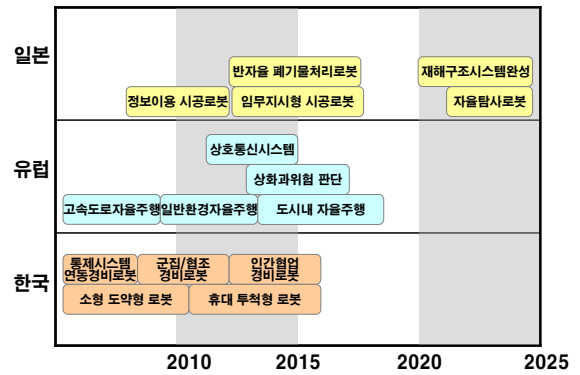 일본
반자율 폐기물처리로봇
재해구조시스템완성
정보이용 시공로봇
임무지시형 시공로봇
자율탐사로봇
유럽
상호통신시스템
상화과위험 판단
고속도로자율주행
일반환경자율주행
도시내 자율주행
한국
통제시스템
연동경비로봇
군집/협조
경비로봇
인간협업
경비로봇
소형 도약형 로봇
휴대 투척형 로봇
2010
2015
2020
2025